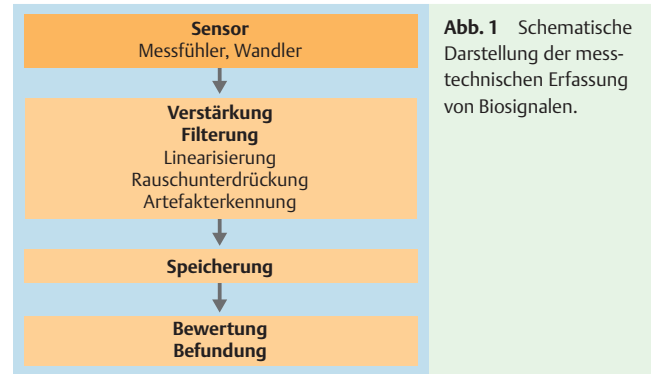 Sensor
Messfühler, Wandler
Verstärkung
Filterung
Linearisierung
Rauschunterdrückung
Artefakterkennung
Speicherung
Bewertung
Befundung
Abb. 1 Schematische
Darstellung der mess-
technischen Erfassung
von Biosignalen.